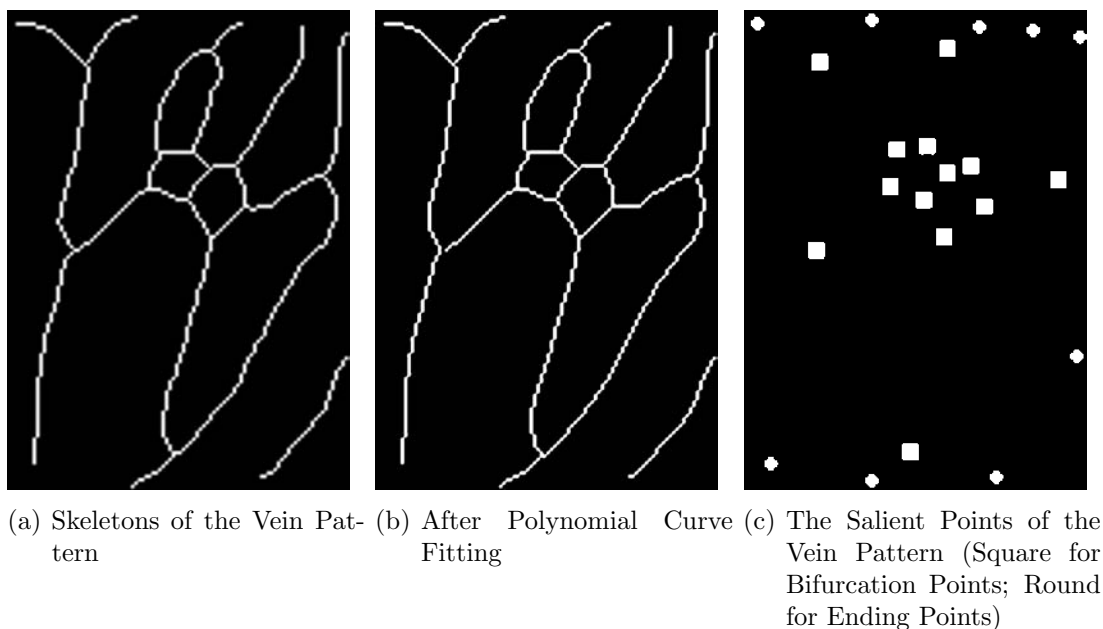 (a) Skeletons of the Vein Pat-
tern
(b) After Polynomial Curve
Fitting
(c) The Salient Points of the
Vein Pattern (Square for
Bifurcation Points; Round
for Ending Points)